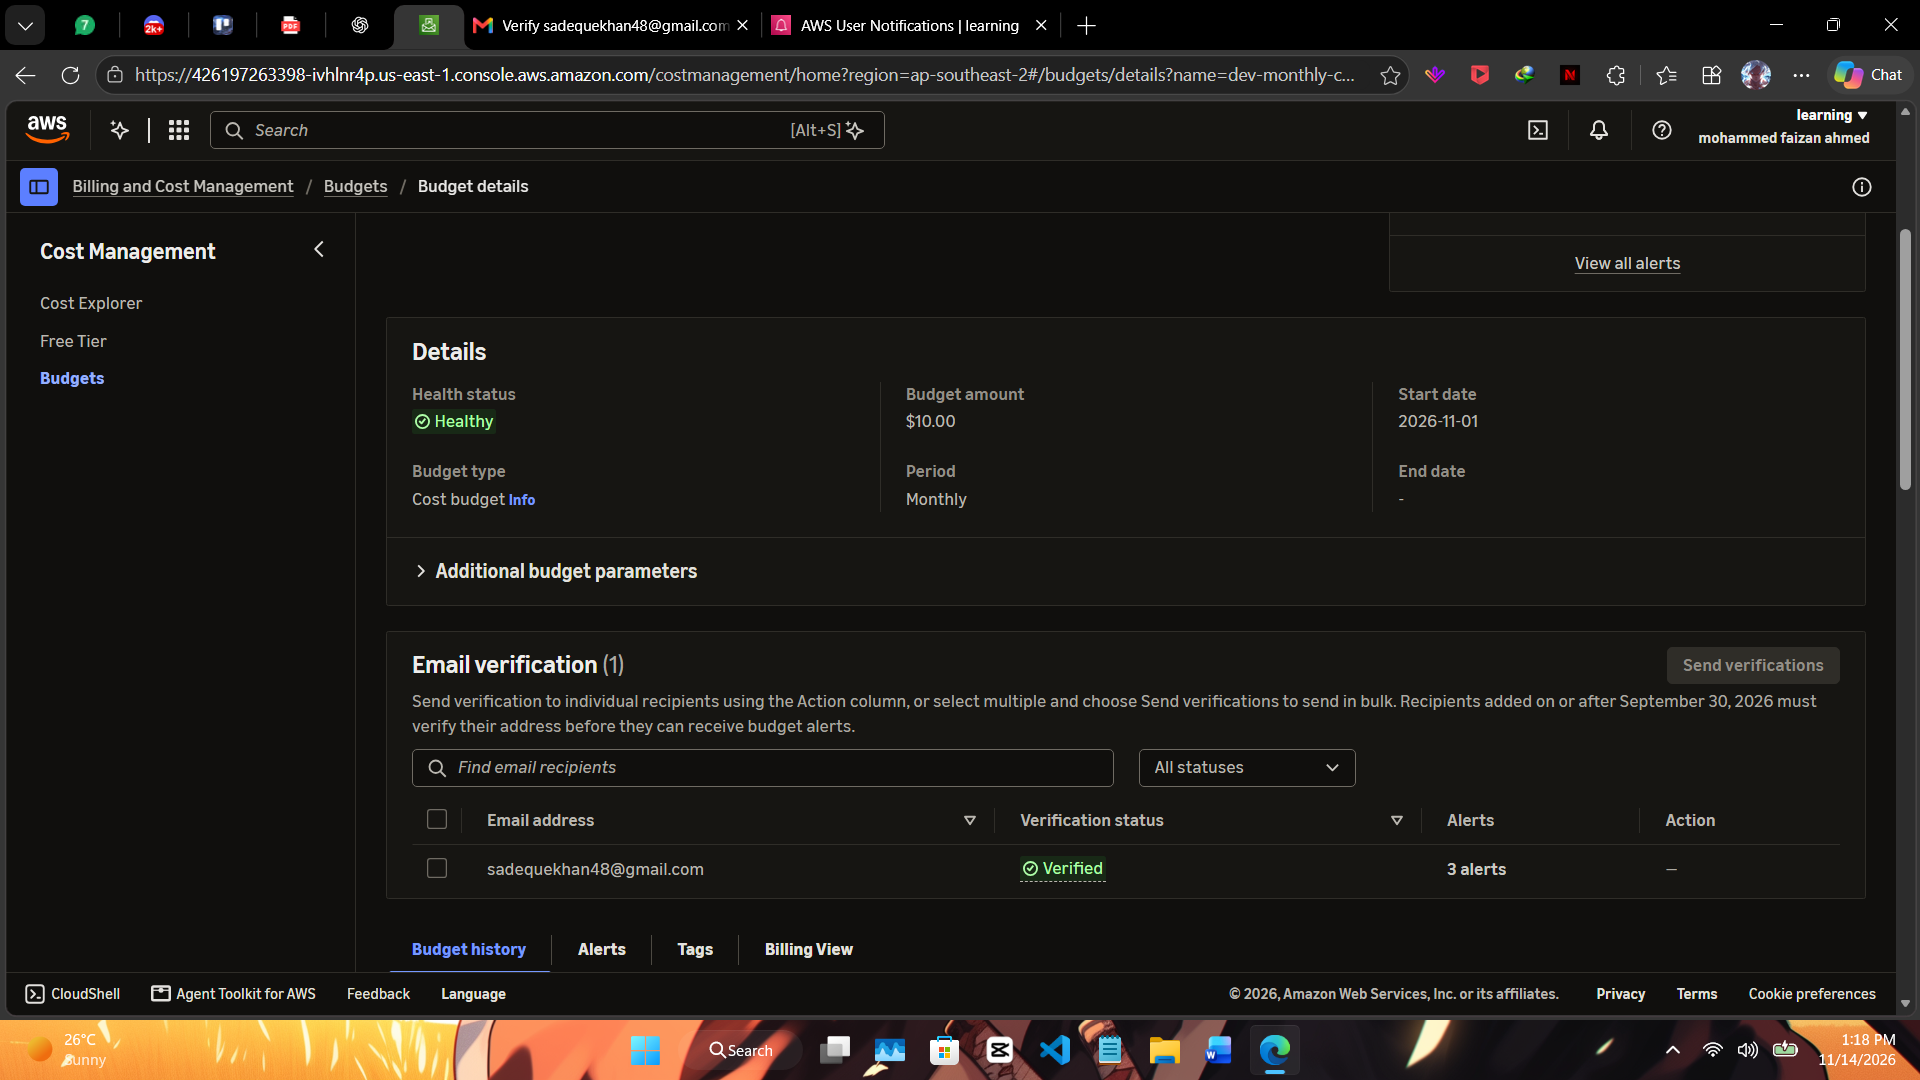 7
2k+
PDF
Verify sadequekhan48@gmail.com
AWS User Notifications | learning
https://426197263398-ivhlnr4p.us-east-1.console.aws.amazon.com/costmanagement/home?region=ap-southeast-2#/budgets/details?name=dev-monthly-c...
N
Chat
aws
Search
[Alt+S]
learning
mohammed faizan ahmed
Billing and Cost Management / Budgets / Budget details
Cost Management
Cost Explorer
Free Tier
Budgets
View all alerts
Details
Health status
Healthy
Budget amount
$10.00
Start date
2026-11-01
Budget type
Cost budget Info
Period
Monthly
End date
-
Additional budget parameters
Email verification (1)
Send verifications
Send verification to individual recipients using the Action column, or select multiple and choose Send verifications to send in bulk. Recipients added on or after September 30, 2026 must
verify their address before they can receive budget alerts.
Find email recipients
All statuses
Email address
Verification status
Alerts
Action
sadequekhan48@gmail.com
Verified
3 alerts
–
Budget history
Alerts
Tags
Billing View
CloudShell
Agent Toolkit for AWS
Feedback
Language
© 2026, Amazon Web Services, Inc. or its affiliates.
Privacy
Terms
Cookie preferences
26°C
Sunny
Search
1:18 PM
11/14/2026